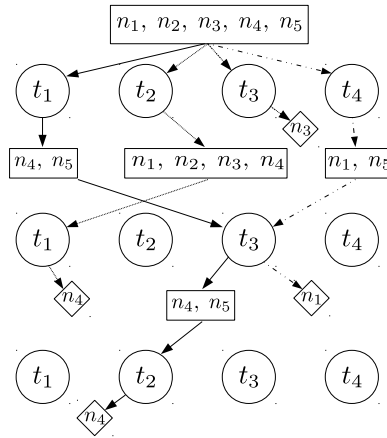 n₁, n₂, n₃, n₄, n₅
t₁ t₂ t₃ t₄
n₃
n₄, n₅ n₁, n₂, n₃, n₄ n₁, n₅
t₁ t₂ t₃ t₄
n₄ n₄, n₅ n₁
t₁ t₂ t₃ t₄
n₄